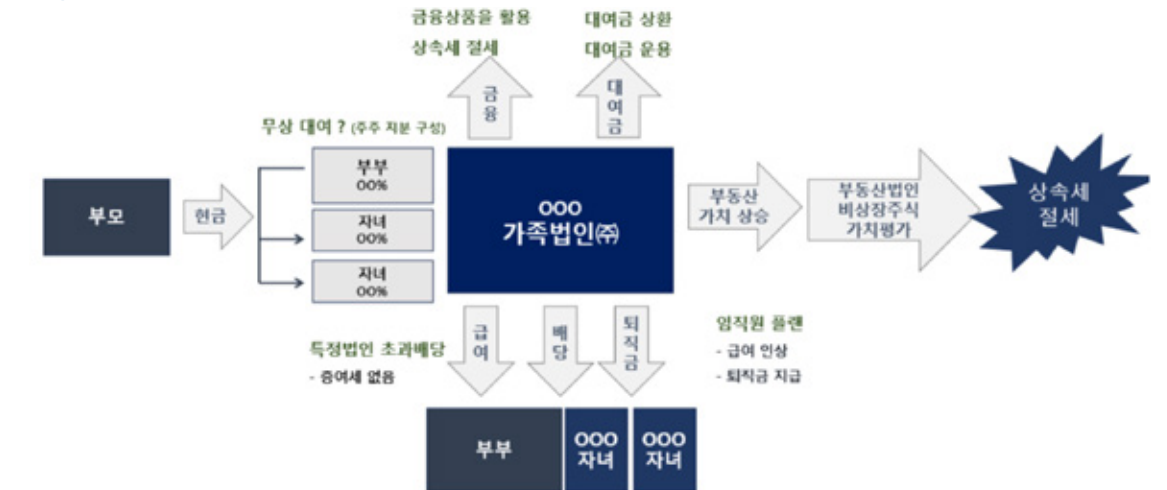 금융상품을 활용
상속세 절세
대여금 상환
대여금 운용
금융
대여금
무상 대여 ? (주주 지분 구성)
부모
현금
부부
OO%
자녀
OO%
자녀
OO%
OOO
가족법인㈜
부동산
가치 상승
부동산법인
비상장주식
가치평가
상속세
절세
특정법인 초과배당
- 증여세 없음
급여
배당
퇴직금
임직원 플랜
- 급여 인상
- 퇴직금 지급
부부
OOO
자녀
OOO
자녀